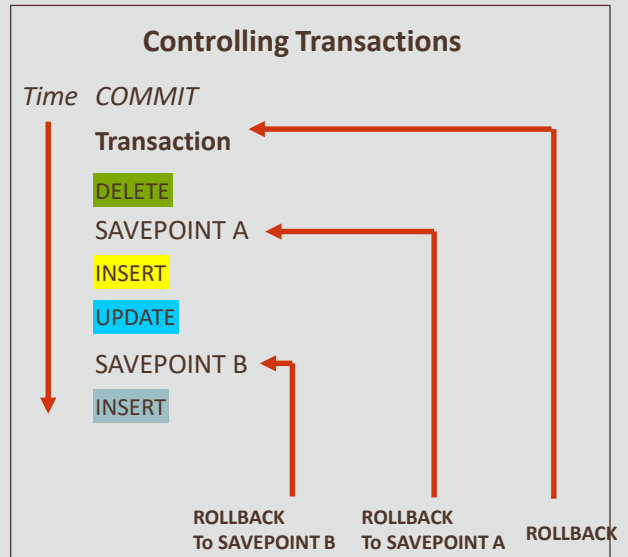 Controlling Transactions
Time COMMIT
Transaction
DELETE
SAVEPOINT A
INSERT
UPDATE
SAVEPOINT B
INSERT
ROLLBACK
To SAVEPOINT B
ROLLBACK
To SAVEPOINT A
ROLLBACK